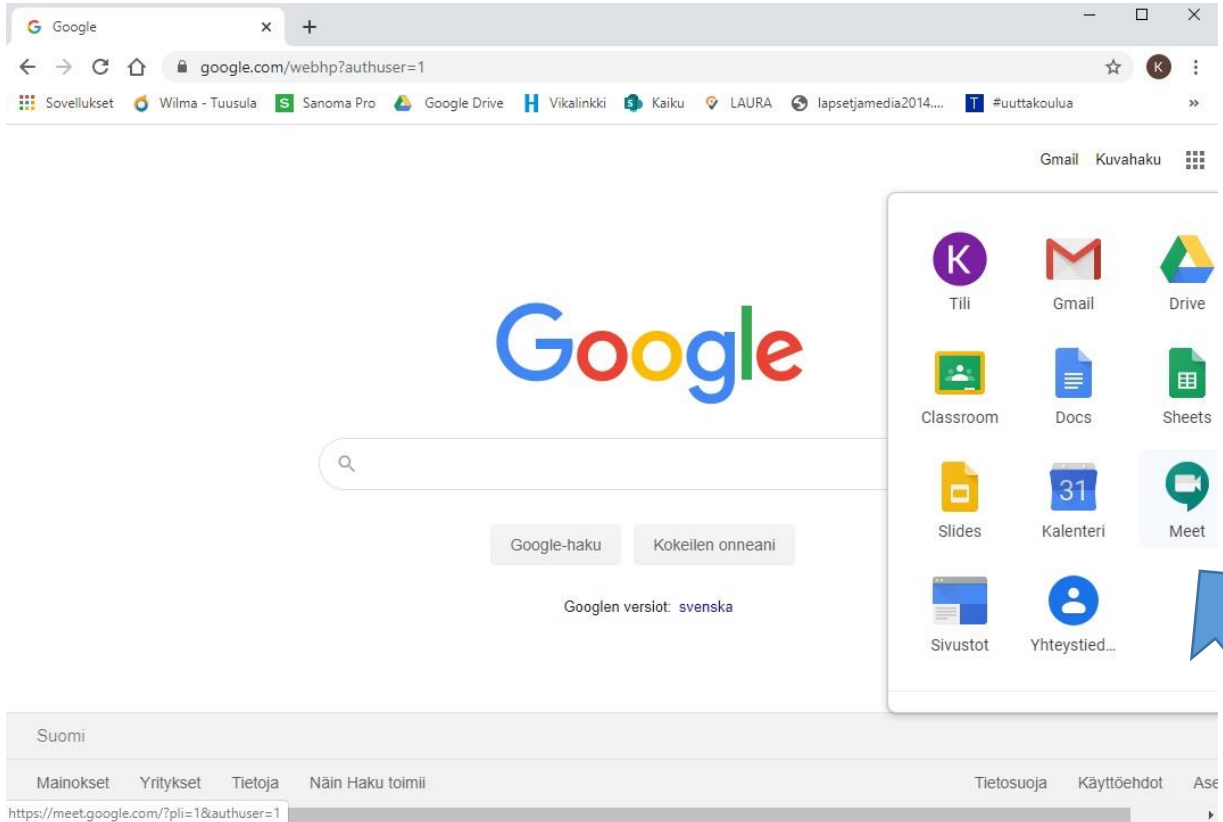 Google
google.com/webhp?authuser=1
K
Sovellukset Wilma - Tuusula S Sanoma Pro Google Drive H Vikalinkki Kaiku LAURA lapsetjamedia2014.... T #uuttakoulua »
Gmail Kuvahaku
K
Tili Gmail Drive
Google
Classroom Docs Sheets
31
Slides Kalenteri Meet
Google-haku Kokeilen onneani
Googlen versiot: svenska
Sivustot Yhteystied...
Suomi
Mainokset Yritykset Tietoja Näin Haku toimii Tietosuoja Käyttöehdot Ase
https://meet.google.com/?pli=1&authuser=1